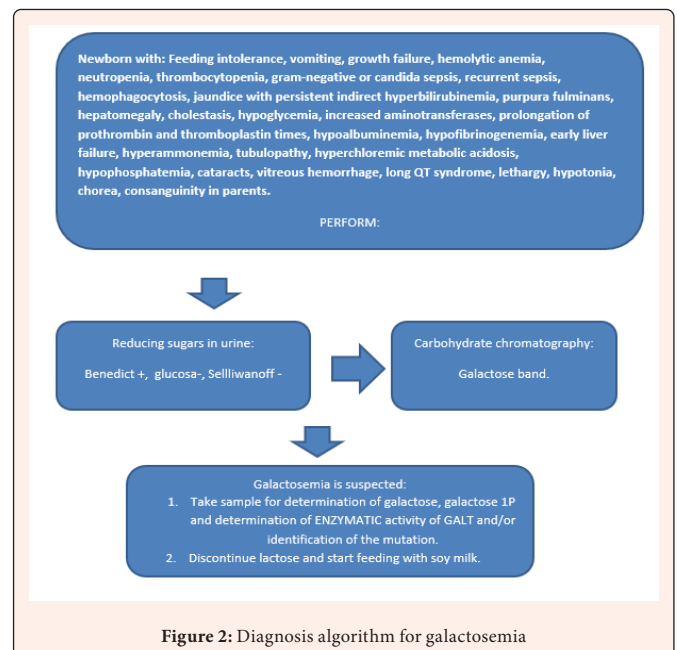 Newborn with: Feeding intolerance, vomiting, growth failure, hemolytic anemia,
neutropenia, thrombocytopenia, gram-negative or candida sepsis, recurrent sepsis,
hemophagocytosis, jaundice with persistent indirect hyperbilirubinemia, purpura fulminans,
hepatomegaly, cholestasis, hypoglycemia, increased aminotransferases, prolongation of
prothrombin and thromboplastin times, hypoalbuminemia, hypofibrinogenemia, early liver
failure, hyperammonemia, tubulopathy, hyperchloremic metabolic acidosis,
hypophosphatemia, cataracts, vitreous hemorrhage, long QT syndrome, lethargy, hypotonia,
chorea, consanguinity in parents.
PERFORM:
Reducing sugars in urine:
Benedict +, glucosa-, Sellliwanoff -
Carbohydrate chromatography:
Galactose band.
Galactosemia is suspected:
1. Take sample for determination of galactose, galactose 1P
and determination of ENZYMATIC activity of GALT and/or
identification of the mutation.
2. Discontinue lactose and start feeding with soy milk.
Figure 2: Diagnosis algorithm for galactosemia